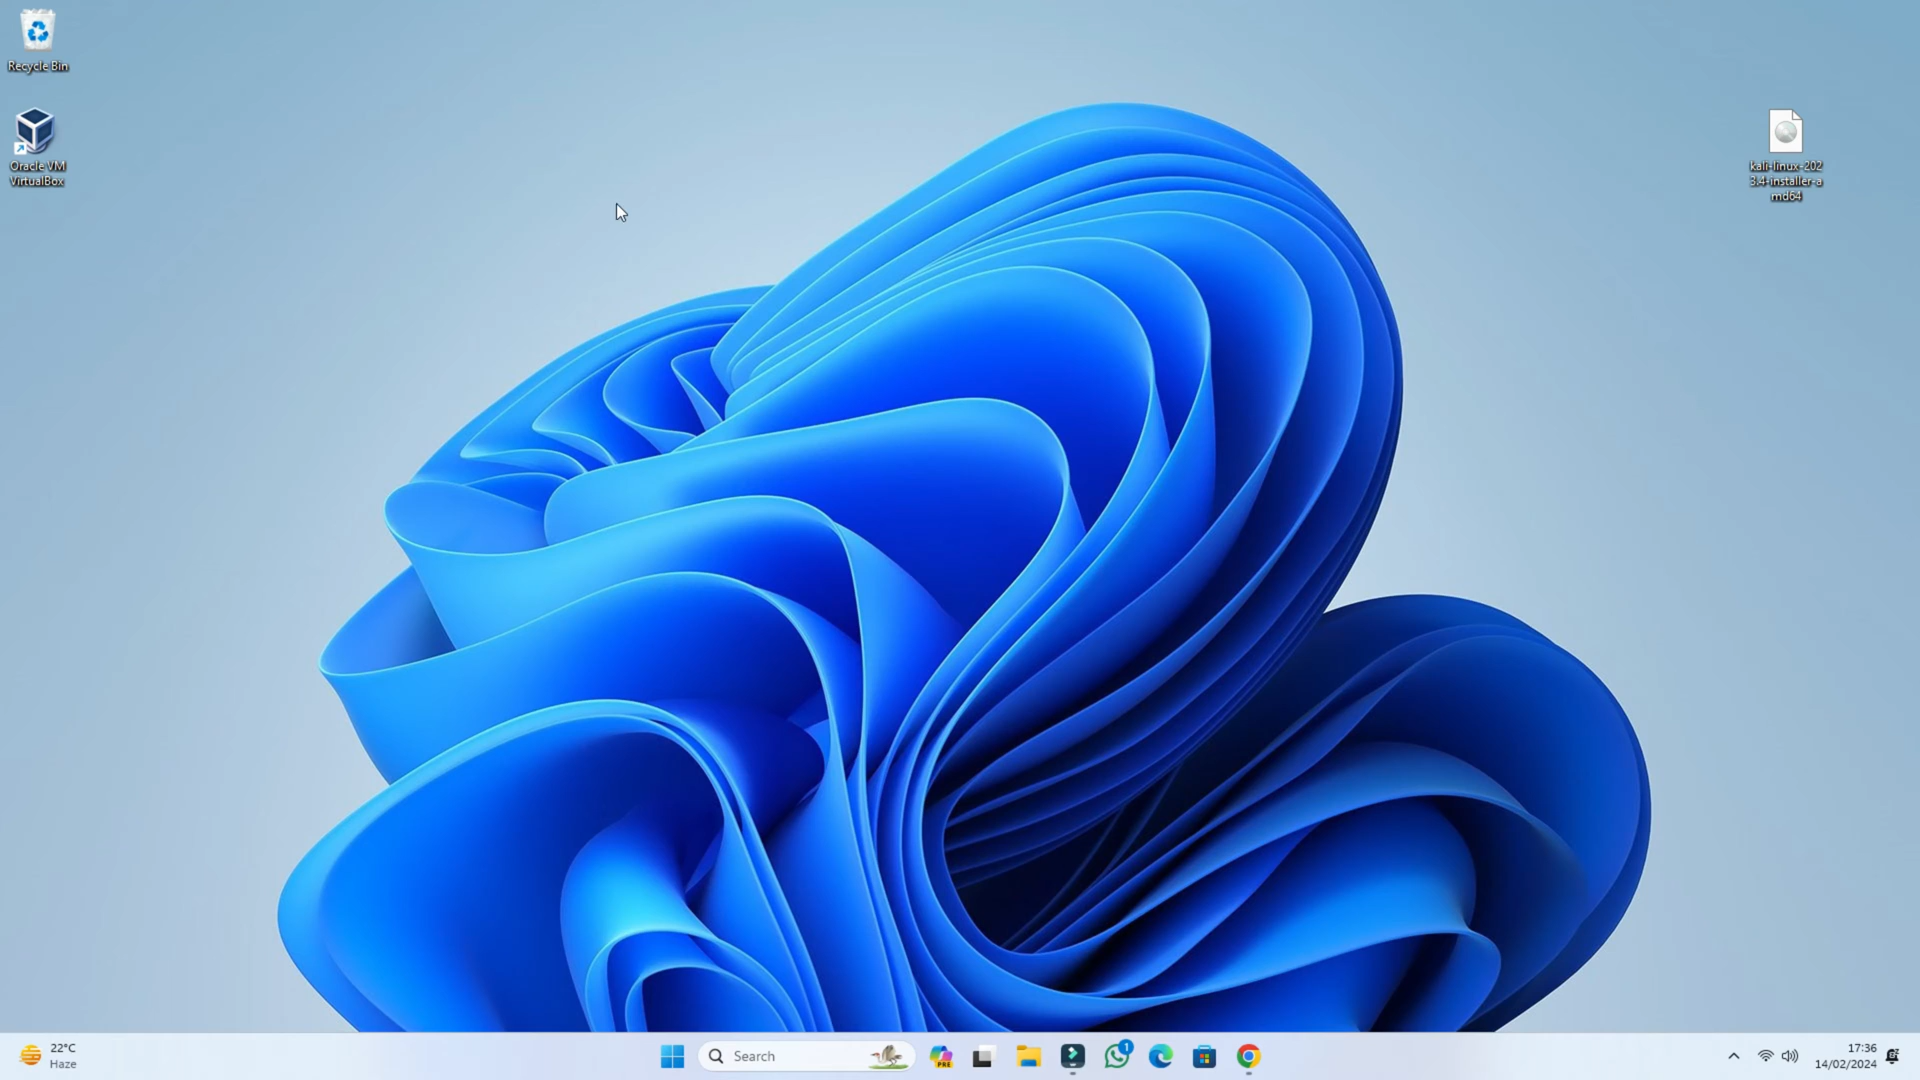 Recycle Bin
Oracle VM
VirtualBox
kali-linux-202
3.4-installer-a
md64
22°C
Haze
Search
PRE
1
17:36
14/02/2024